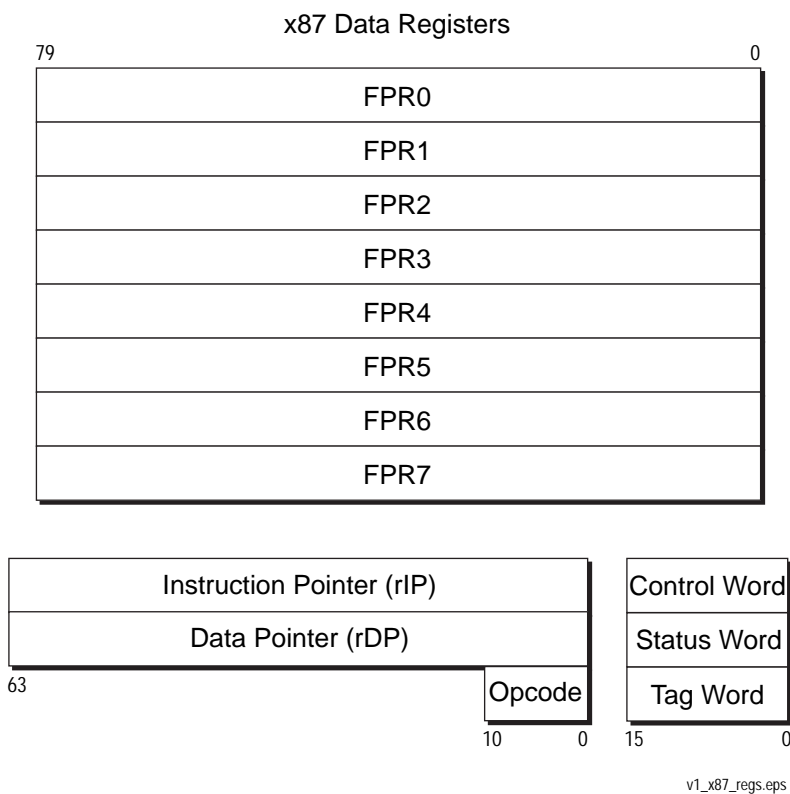 x87 Data Registers
79 0
FPR0
FPR1
FPR2
FPR3
FPR4
FPR5
FPR6
FPR7
Instruction Pointer (rIP) Control Word
Data Pointer (rDP) Status Word
63 Opcode Tag Word
10 0 15 0
v1_x87_regs.eps